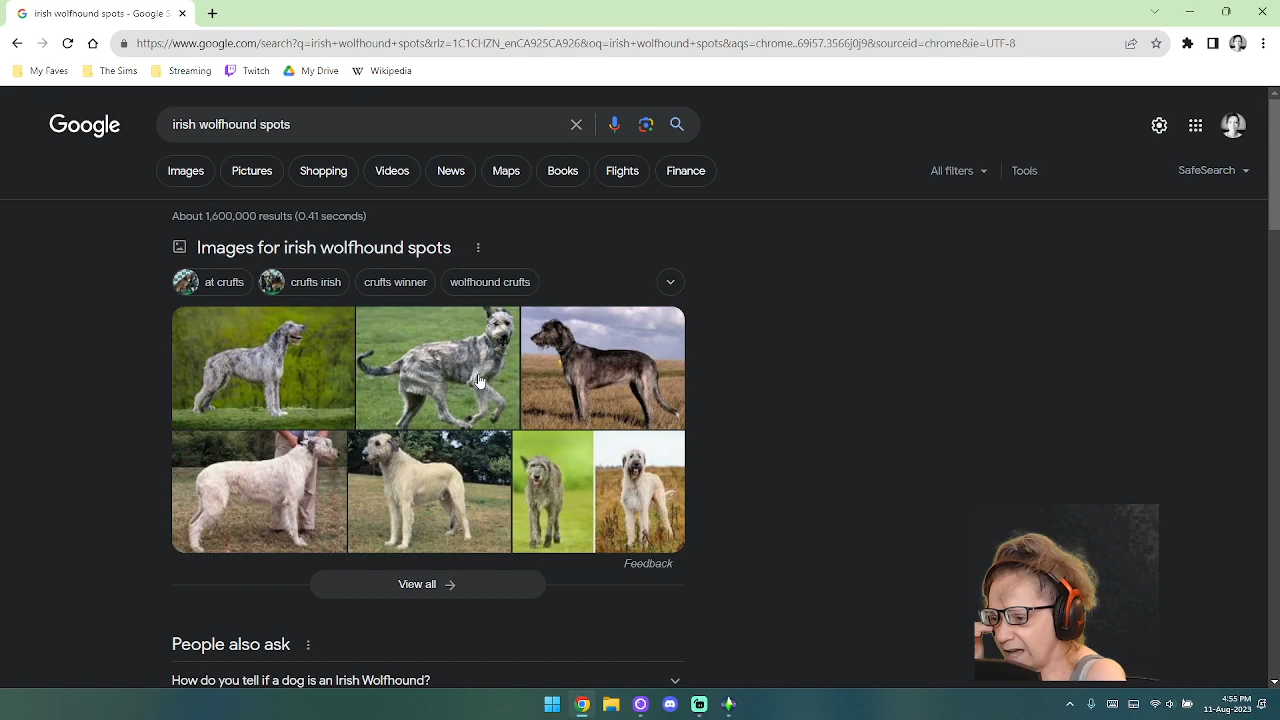 irish wolfhound spots - Google S
https://www.google.com/search?q=irish+wolfhound+spots&rlz=1C1CHZN_enCA925CA926&oq=irish+wolfhound+spots&aqs=chrome..69i57.3566j0j9&sourceid=chrome&ie=UTF-8
My Faves The Sims Streaming Twitch My Drive Wikipedia
Google irish wolfhound spots
Images Pictures Shopping Videos News Maps Books Flights Finance All filters Tools SafeSearch
About 1,600,000 results (0.41 seconds)
Images for irish wolfhound spots
at crufts crufts irish crufts winner wolfhound crufts
Feedback
View all
People also ask
How do you tell if a dog is an Irish Wolfhound?
4:55 PM
11-Aug-2023